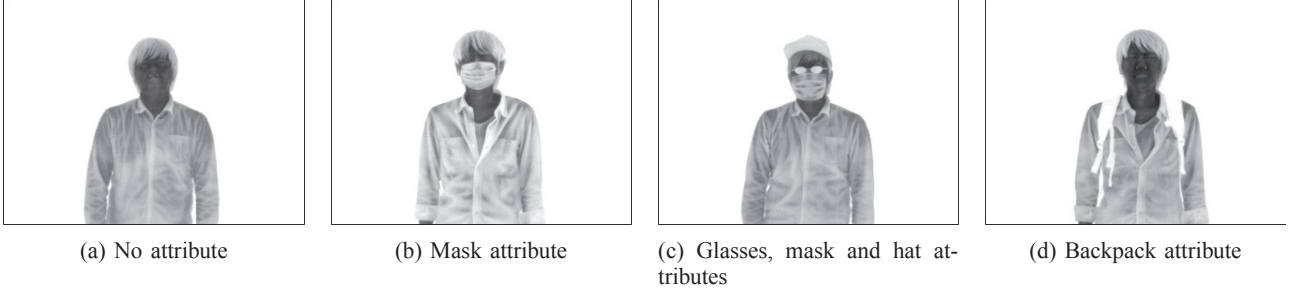 (a) No attribute
(b) Mask attribute
(c) Glasses, mask and hat at-
tributes
(d) Backpack attribute